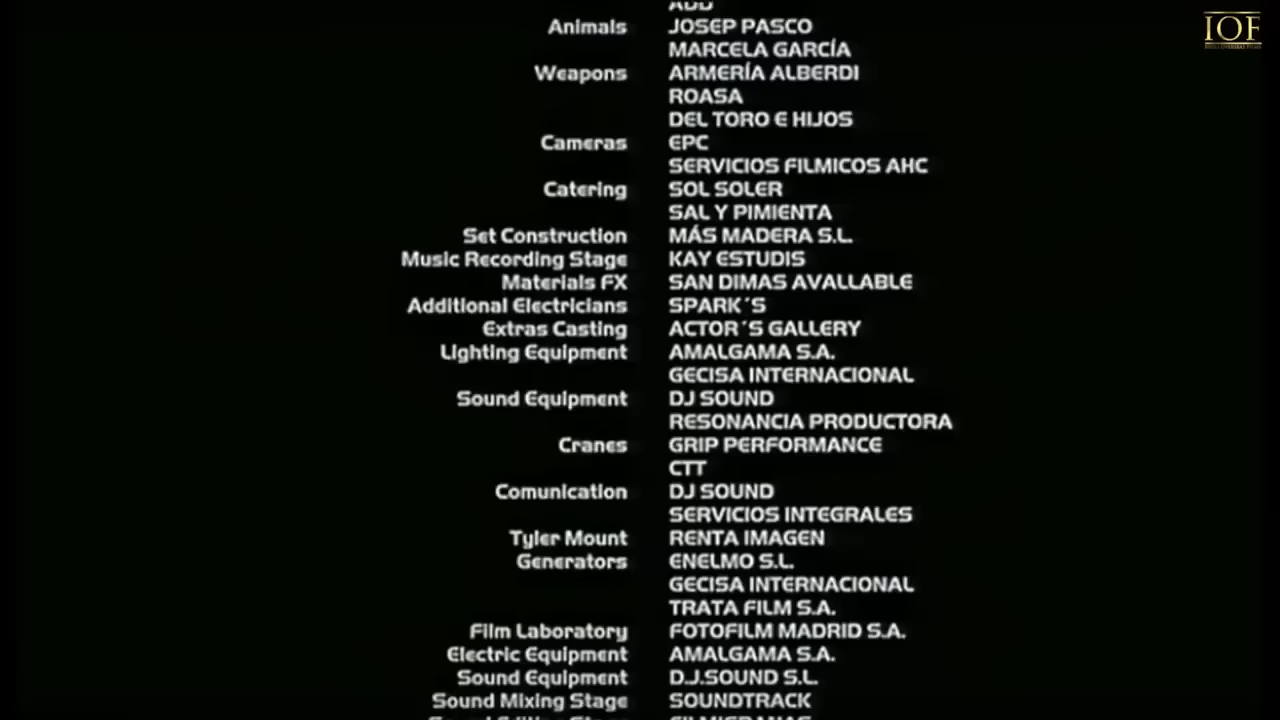 ADD
Animals JOSEP PASCO
MARCELA GARCÍA
Weapons ARMERÍA ALBERDI
ROASA
DEL TORO E HIJOS
Cameras EPC
SERVICIOS FILMICOS AHC
Catering SOL SOLER
SAL Y PIMIENTA
Set Construction MÁS MADERA S.L.
Music Recording Stage KAY ESTUDIS
Materials FX SAN DIMAS AVALLABLE
Additional Electricians SPARK´S
Extras Casting ACTOR´S GALLERY
Lighting Equipment AMALGAMA S.A.
GECISA INTERNACIONAL
Sound Equipment DJ SOUND
RESONANCIA PRODUCTORA
Cranes GRIP PERFORMANCE
CTT
Comunication DJ SOUND
SERVICIOS INTEGRALES
Tyler Mount RENTA IMAGEN
Generators ENELMO S.L.
GECISA INTERNACIONAL
TRATA FILM S.A.
Film Laboratory FOTOFILM MADRID S.A.
Electric Equipment AMALGAMA S.A.
Sound Equipment D.J.SOUND S.L.
Sound Mixing Stage SOUNDTRACK
IOF